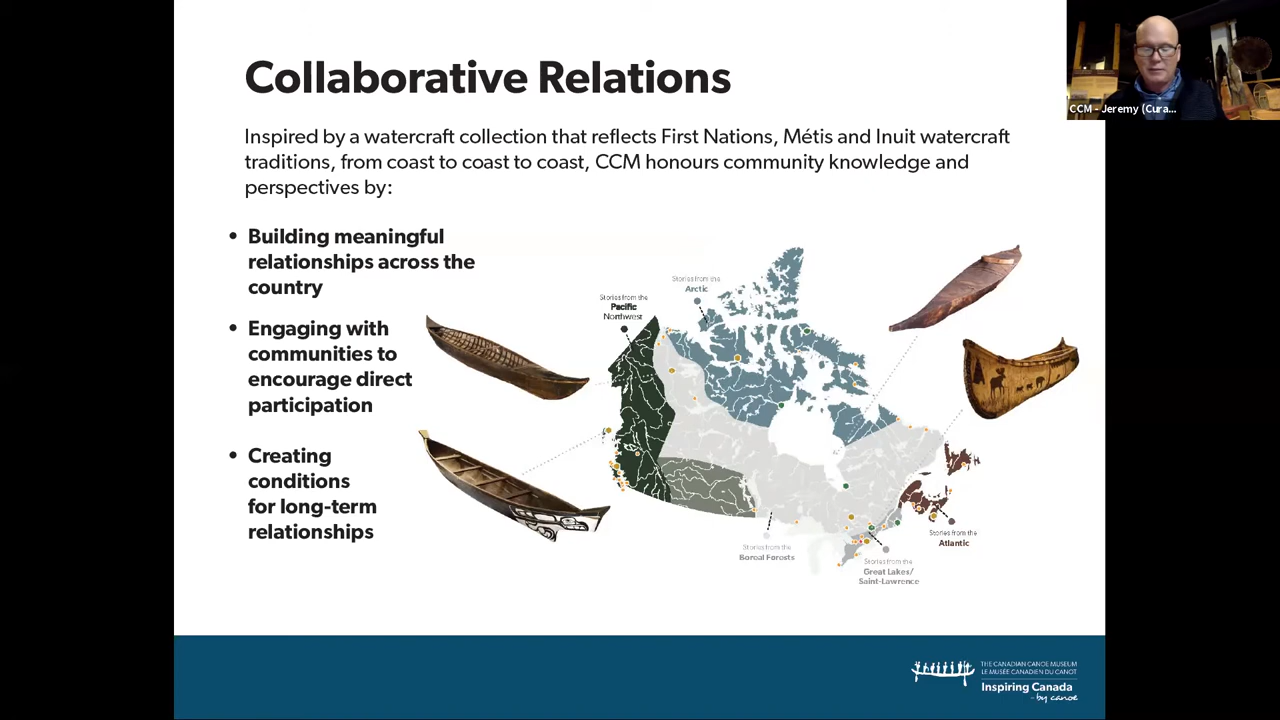 Collaborative Relations
CCM - Jeremy (Cura...
Inspired by a watercraft collection that reflects First Nations, Métis and Inuit watercraft
traditions, from coast to coast to coast, CCM honours community knowledge and
perspectives by:
• Building meaningful
relationships across the
country
• Engaging with
communities to
encourage direct
participation
• Creating
conditions
for long-term
relationships
Stories from the
Arctic
Stories from the
Pacific
Northwest
Stories from the
Boreal Forests
Stories from the
Great Lakes/
Saint-Lawrence
Stories from the
Atlantic
THE CANADIAN CANOE MUSEUM
LE MUSÉE CANADIEN DU CANOT
Inspiring Canada
- by canoe